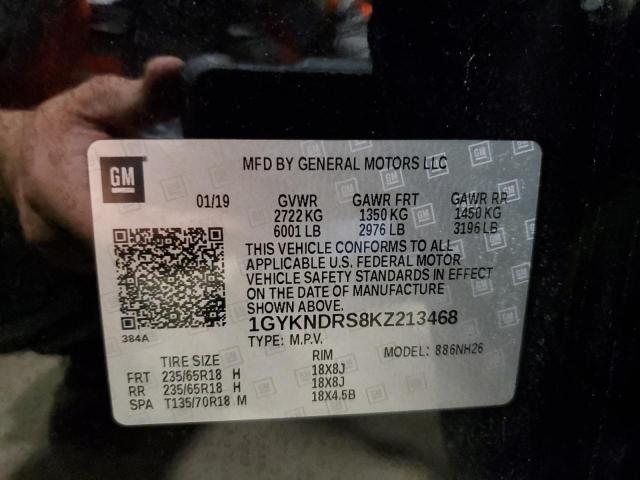 GM
MFD BY GENERAL MOTORS LLC
01/19 GVWR GAWR FRT GAWR RR
2722 KG 1350 KG 1450 KG
6001 LB 2976 LB 3196 LB
THIS VEHICLE CONFORMS TO ALL
APPLICABLE U.S. FEDERAL MOTOR
VEHICLE SAFETY STANDARDS IN EFFECT
ON THE DATE OF MANUFACTURE
SHOWN ABOVE.
384A
1GYKNDRS8KZ213468
TYPE: M.P.V. MODEL: 886NH26
TIRE SIZE RIM
FRT 235/65R18 H 18X8J
RR 235/65R18 H 18X8J
SPA T135/70R18 M 18X4.5B